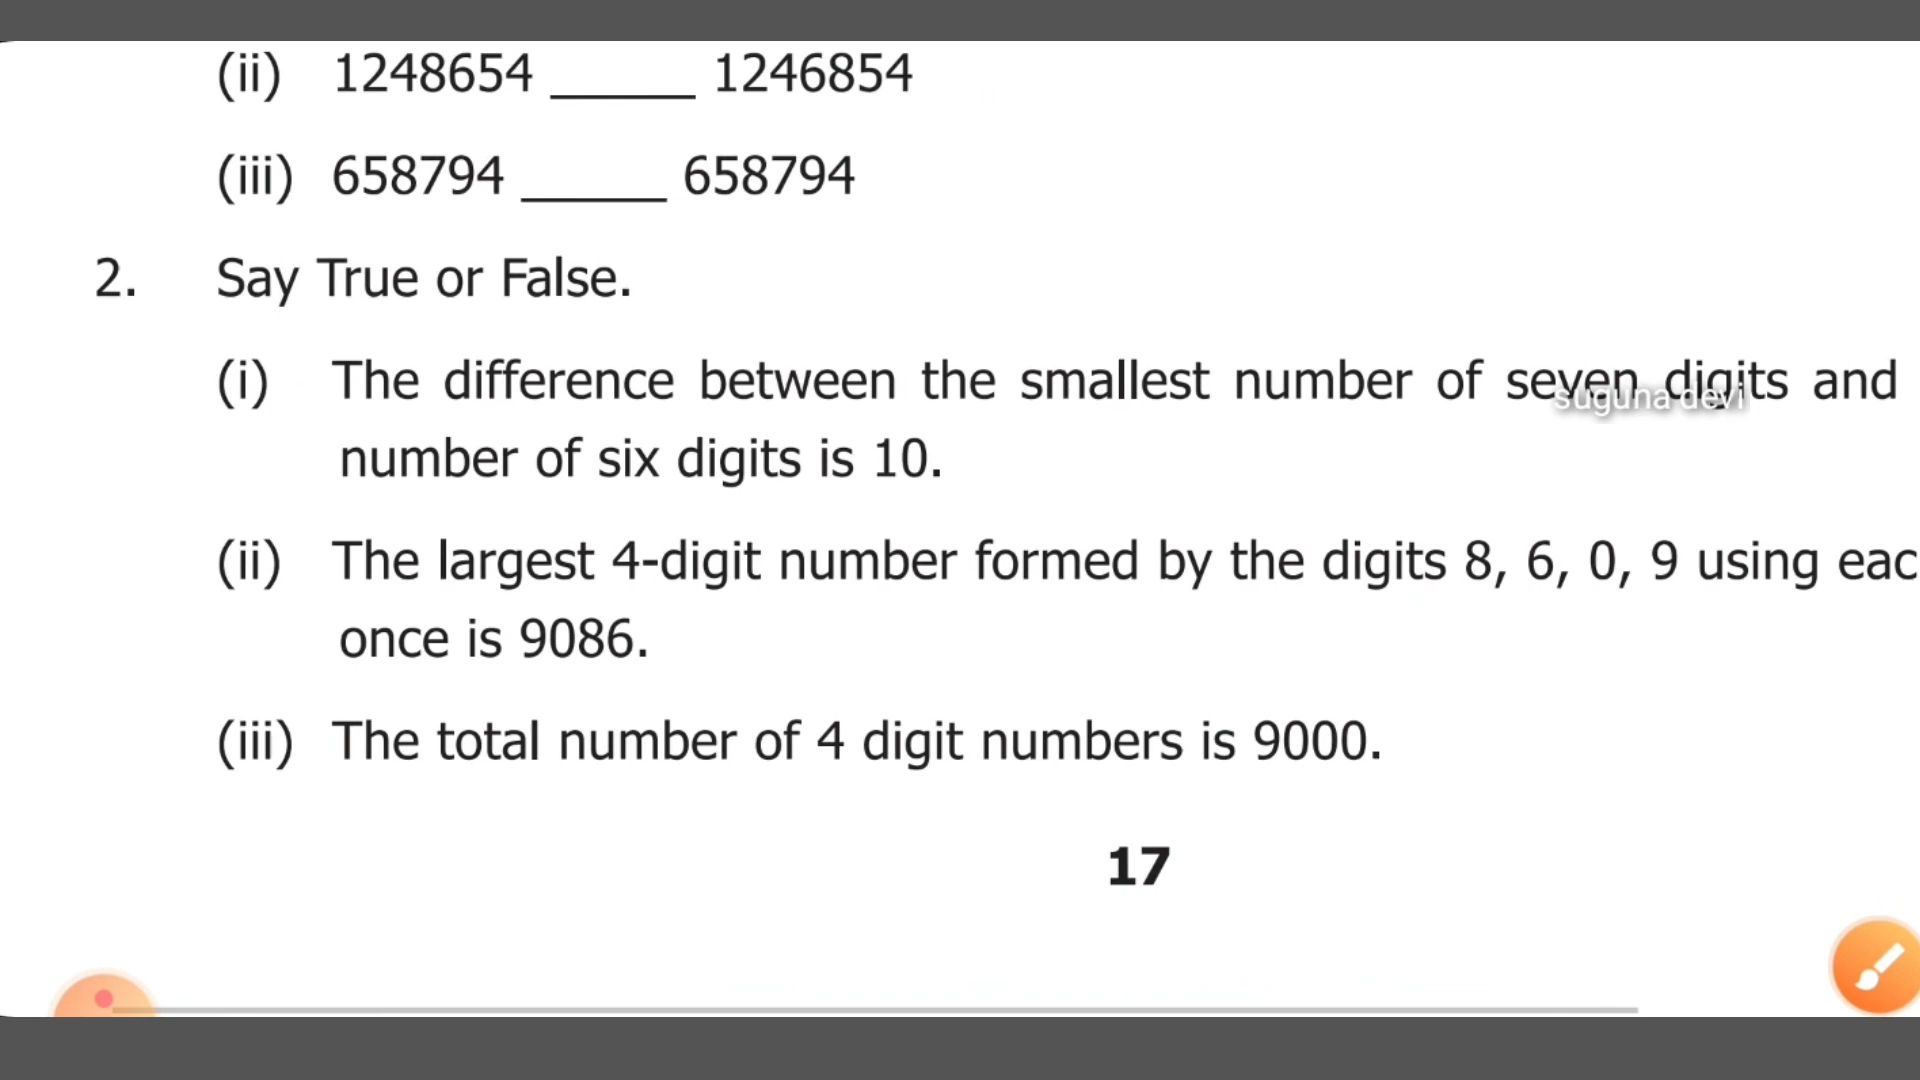 (ii) 1248654 _____ 1246854
(iii) 658794 _____ 658794
2. Say True or False.
(i) The difference between the smallest number of seven digits and
suguna devi
number of six digits is 10.
(ii) The largest 4-digit number formed by the digits 8, 6, 0, 9 using eac
once is 9086.
(iii) The total number of 4 digit numbers is 9000.
17